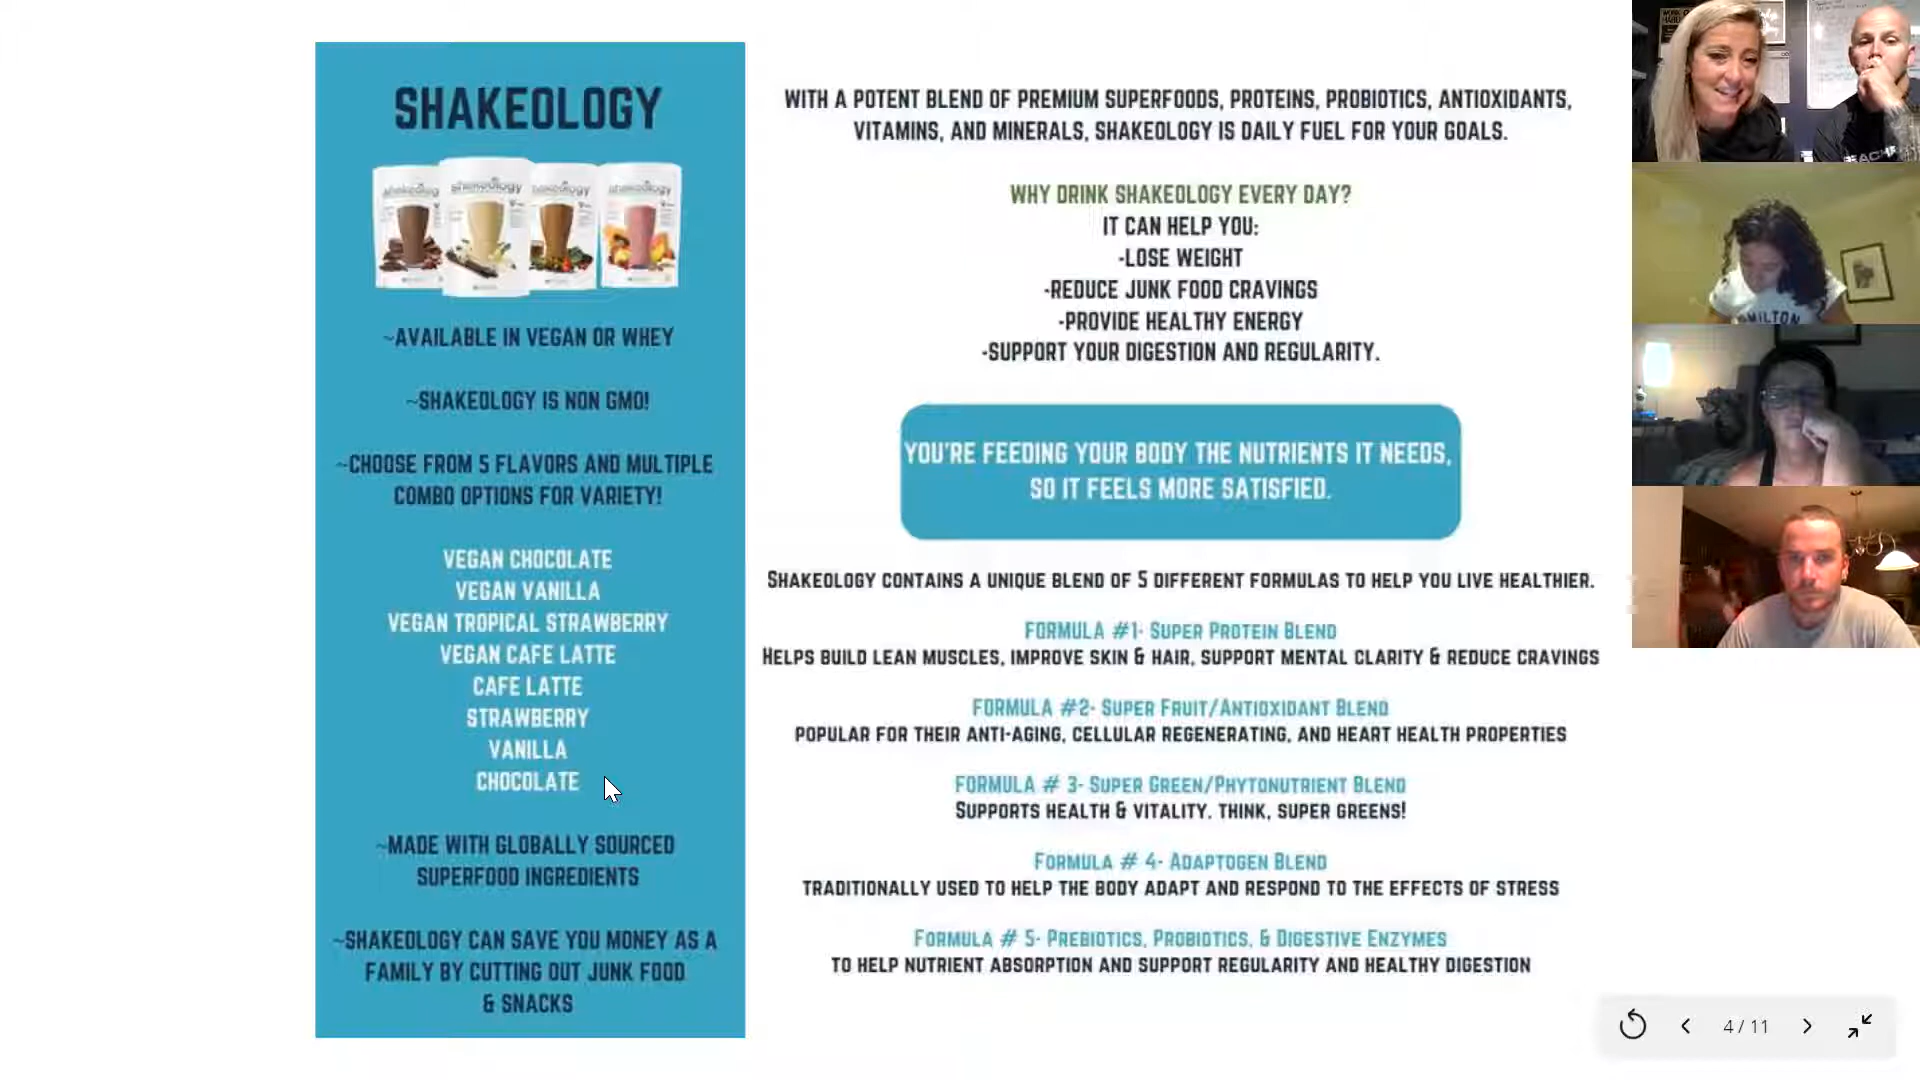 SHAKEOLOGY
shakeology
shakeology
shakeology
shakeology
~AVAILABLE IN VEGAN OR WHEY
~SHAKEOLOGY IS NON GMO!
~CHOOSE FROM 5 FLAVORS AND MULTIPLE
COMBO OPTIONS FOR VARIETY!
VEGAN CHOCOLATE
VEGAN VANILLA
VEGAN TROPICAL STRAWBERRY
VEGAN CAFE LATTE
CAFE LATTE
STRAWBERRY
VANILLA
CHOCOLATE
~MADE WITH GLOBALLY SOURCED
SUPERFOOD INGREDIENTS
~SHAKEOLOGY CAN SAVE YOU MONEY AS A
FAMILY BY CUTTING OUT JUNK FOOD
& SNACKS
WITH A POTENT BLEND OF PREMIUM SUPERFOODS, PROTEINS, PROBIOTICS, ANTIOXIDANTS,
VITAMINS, AND MINERALS, SHAKEOLOGY IS DAILY FUEL FOR YOUR GOALS.
WHY DRINK SHAKEOLOGY EVERY DAY?
IT CAN HELP YOU:
-LOSE WEIGHT
-REDUCE JUNK FOOD CRAVINGS
-PROVIDE HEALTHY ENERGY
-SUPPORT YOUR DIGESTION AND REGULARITY.
YOU'RE FEEDING YOUR BODY THE NUTRIENTS IT NEEDS,
SO IT FEELS MORE SATISFIED.
SHAKEOLOGY CONTAINS A UNIQUE BLEND OF 5 DIFFERENT FORMULAS TO HELP YOU LIVE HEALTHIER.
FORMULA #1- SUPER PROTEIN BLEND
HELPS BUILD LEAN MUSCLES, IMPROVE SKIN & HAIR, SUPPORT MENTAL CLARITY & REDUCE CRAVINGS
FORMULA #2- SUPER FRUIT/ANTIOXIDANT BLEND
POPULAR FOR THEIR ANTI-AGING, CELLULAR REGENERATING, AND HEART HEALTH PROPERTIES
FORMULA # 3- SUPER GREEN/PHYTONUTRIENT BLEND
SUPPORTS HEALTH & VITALITY. THINK, SUPER GREENS!
FORMULA # 4- ADAPTOGEN BLEND
TRADITIONALLY USED TO HELP THE BODY ADAPT AND RESPOND TO THE EFFECTS OF STRESS
FORMULA # 5- PREBIOTICS, PROBIOTICS, & DIGESTIVE ENZYMES
TO HELP NUTRIENT ABSORPTION AND SUPPORT REGULARITY AND HEALTHY DIGESTION
4 / 11